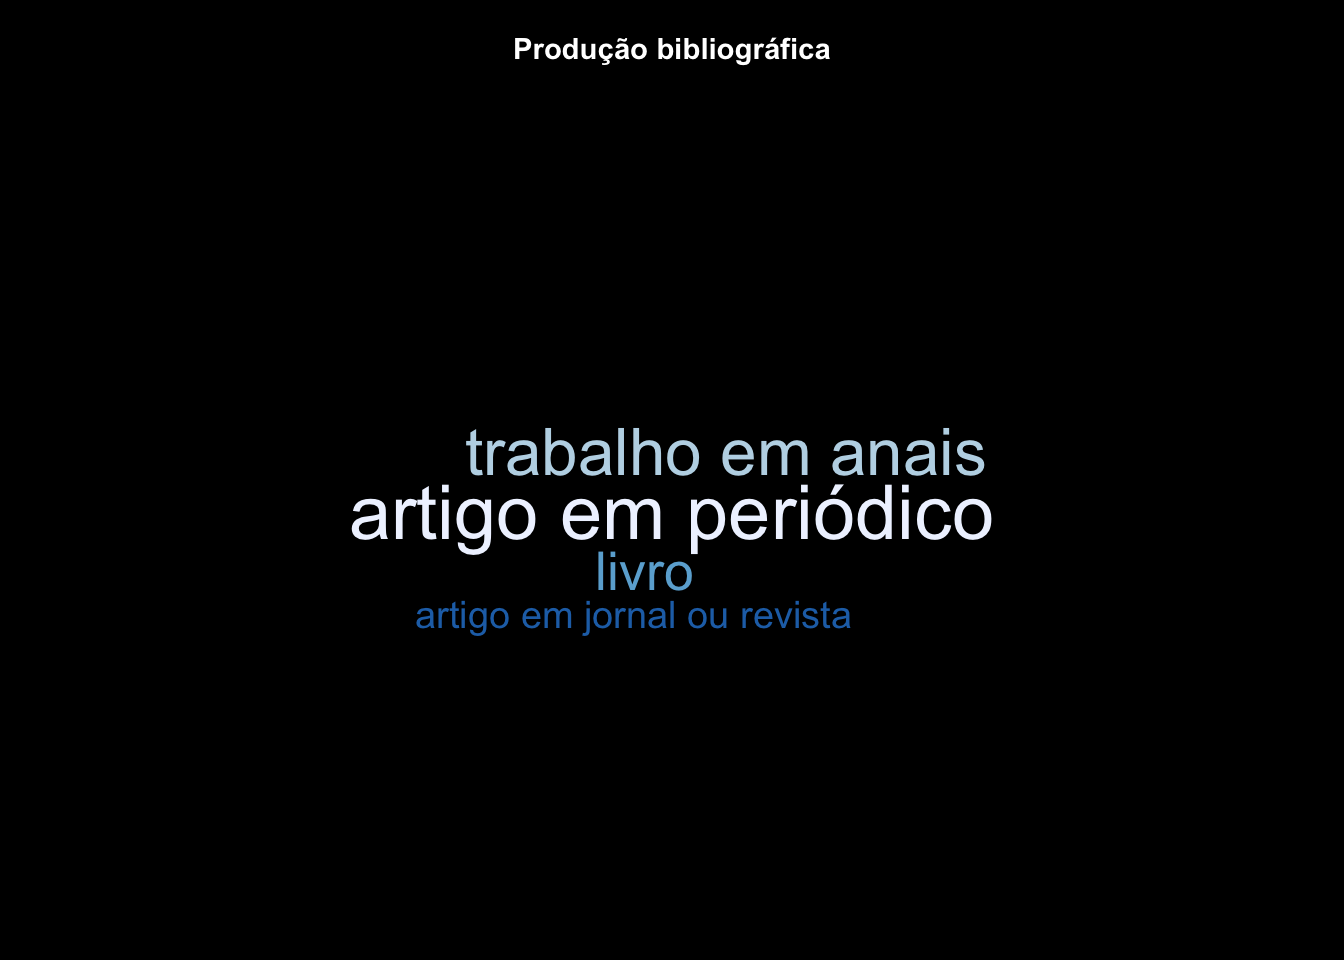 Produção bibliográfica
trabalho em anais
artigo em periódico
livro
artigo em jornal ou revista